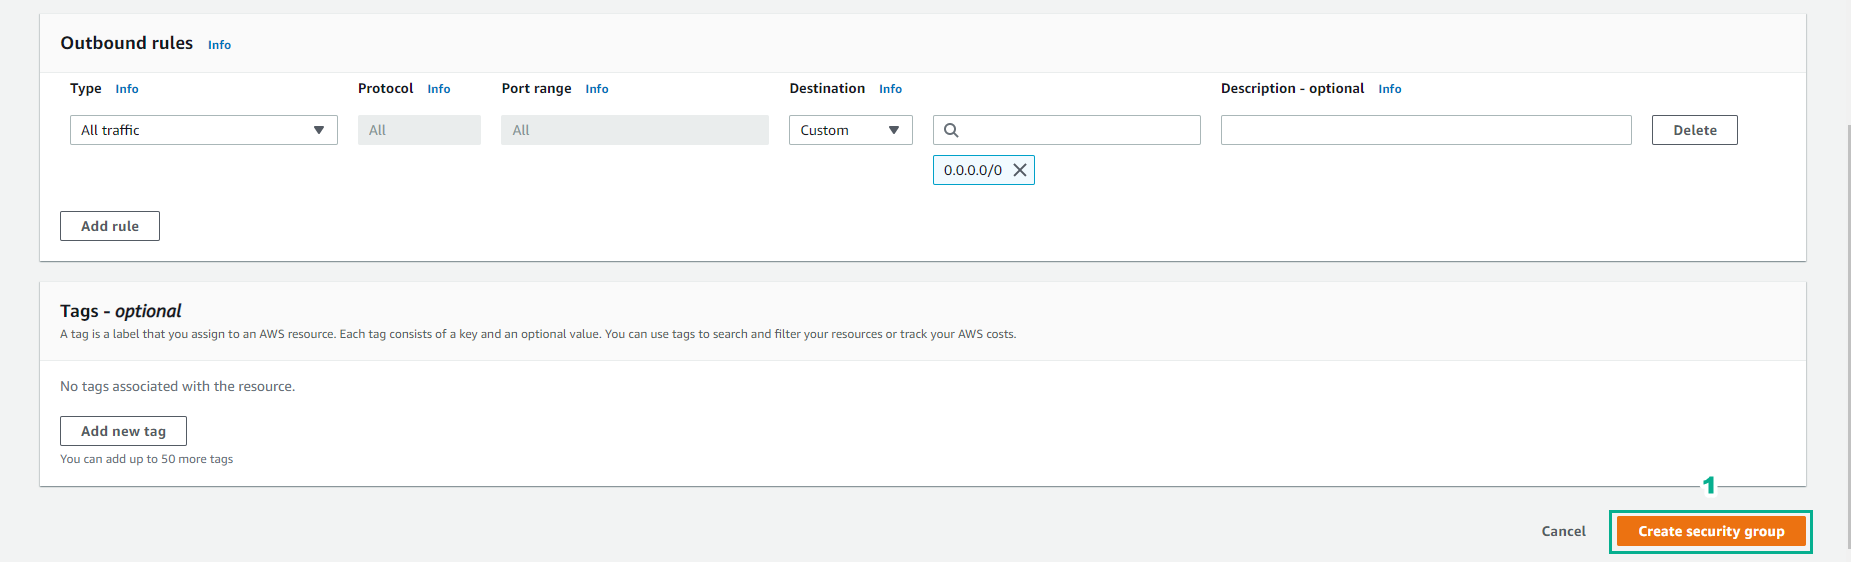 Outbound rules Info
Type Info Protocol Info Port range Info Destination Info Description - optional Info
All traffic All All Custom Delete
0.0.0.0/0
Add rule
Tags - optional
A tag is a label that you assign to an AWS resource. Each tag consists of a key and an optional value. You can use tags to search and filter your resources or track your AWS costs.
No tags associated with the resource.
Add new tag
You can add up to 50 more tags
1
Cancel Create security group